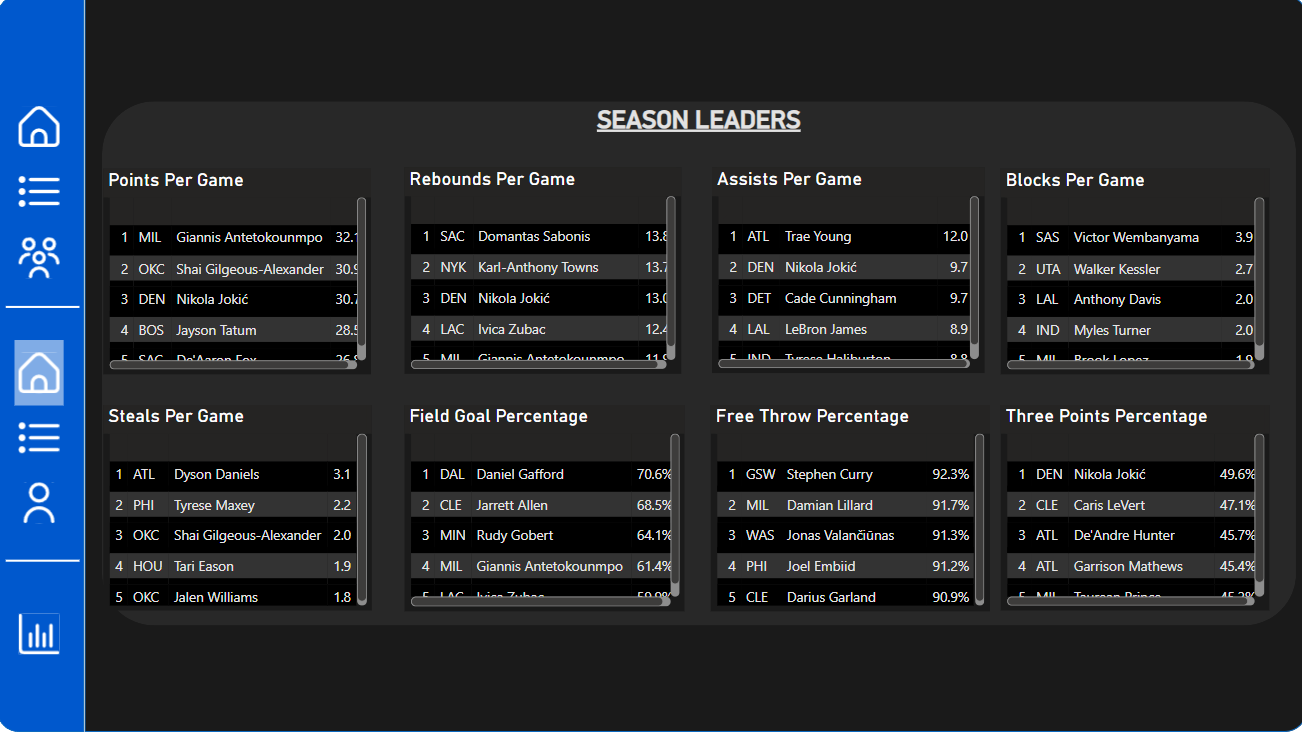 SEASON LEADERS
Points Per Game
1 MIL Giannis Antetokounmpo 32.1
2 OKC Shai Gilgeous-Alexander 30.9
3 DEN Nikola Jokić 30.7
4 BOS Jayson Tatum 28.5
5 SAC De'Aaron Fox 26.8
Rebounds Per Game
1 SAC Domantas Sabonis 13.8
2 NYK Karl-Anthony Towns 13.7
3 DEN Nikola Jokić 13.0
4 LAC Ivica Zubac 12.4
5 MIL Giannis Antetokounmpo 11.9
Assists Per Game
1 ATL Trae Young 12.0
2 DEN Nikola Jokić 9.7
3 DET Cade Cunningham 9.7
4 LAL LeBron James 8.9
5 IND Tyrese Haliburton 8.8
Blocks Per Game
1 SAS Victor Wembanyama 3.9
2 UTA Walker Kessler 2.7
3 LAL Anthony Davis 2.0
4 IND Myles Turner 2.0
5 MIL Brook Lopez 1.9
Steals Per Game
1 ATL Dyson Daniels 3.1
2 PHI Tyrese Maxey 2.2
3 OKC Shai Gilgeous-Alexander 2.0
4 HOU Tari Eason 1.9
5 OKC Jalen Williams 1.8
Field Goal Percentage
1 DAL Daniel Gafford 70.6%
2 CLE Jarrett Allen 68.5%
3 MIN Rudy Gobert 64.1%
4 MIL Giannis Antetokounmpo 61.4%
5 LAC Ivica Zubac 59.9%
Free Throw Percentage
1 GSW Stephen Curry 92.3%
2 MIL Damian Lillard 91.7%
3 WAS Jonas Valančiūnas 91.3%
4 PHI Joel Embiid 91.2%
5 CLE Darius Garland 90.9%
Three Points Percentage
1 DEN Nikola Jokić 49.6%
2 CLE Caris LeVert 47.1%
3 ATL De'Andre Hunter 45.7%
4 ATL Garrison Mathews 45.4%
5 MIL Taurean Prince